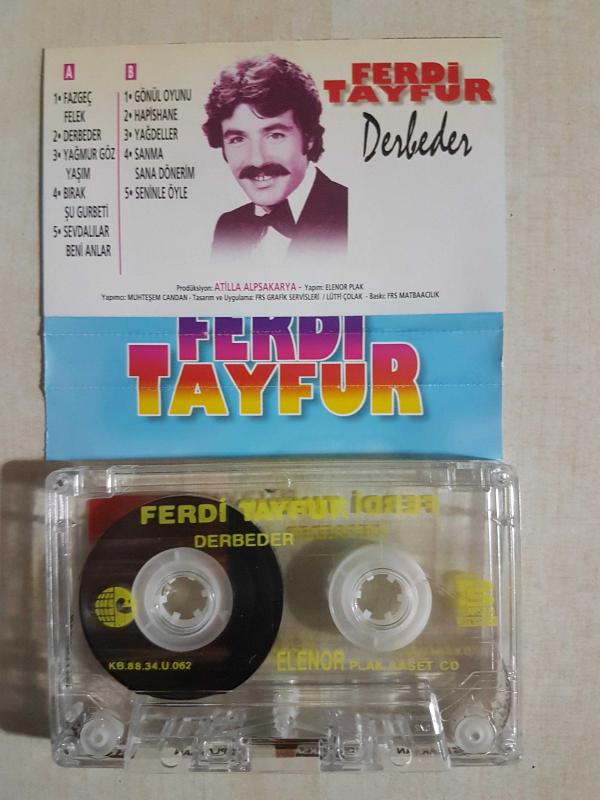 A
1• FAZGEÇ
FELEK
2• DERBEDER
3• YAĞMUR GÖZ
YAŞIM
4• BIRAK
ŞU GURBETİ
5• SEVDALILAR
BENİ ANLAR
B
1• GÖNÜL OYUNU
2• HAPİSHANE
3• YAĞDELLER
4• SANMA
SANA DÖNERİM
5• SENİNLE ÖYLE
FERDİ
TAYFUR
Derbeder
Prodüksiyon: ATİLLA ALPSAKARYA - Yapım: ELENOR PLAK
Yapımcı: MUHTEŞEM CANDAN - Tasarım ve Uygulama: FRS GRAFİK SERVİSLERİ / LÜTFİ ÇOLAK - Baskı: FRS MATBAACILIK
FERDİ
TAYFUR
FERDİ TAYFUR
DERBEDER
KB.88.34.U.062
ELENOR PLAK KASET CD